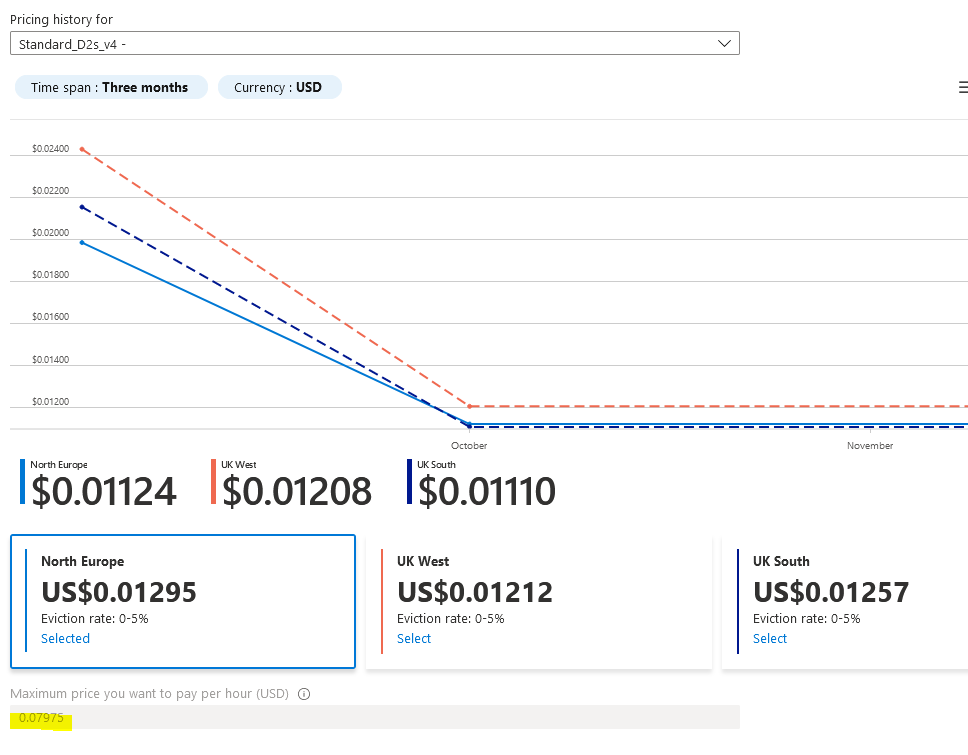 Pricing history for
Standard_D2s_v4 -
Time span : Three months
Currency : USD
$0.02400
$0.02200
$0.02000
$0.01800
$0.01600
$0.01400
$0.01200
October
November
North Europe
$0.01124
UK West
$0.01208
UK South
$0.01110
North Europe
US$0.01295
Eviction rate: 0-5%
Selected
UK West
US$0.01212
Eviction rate: 0-5%
Select
UK South
US$0.01257
Eviction rate: 0-5%
Select
Maximum price you want to pay per hour (USD)
0.07975